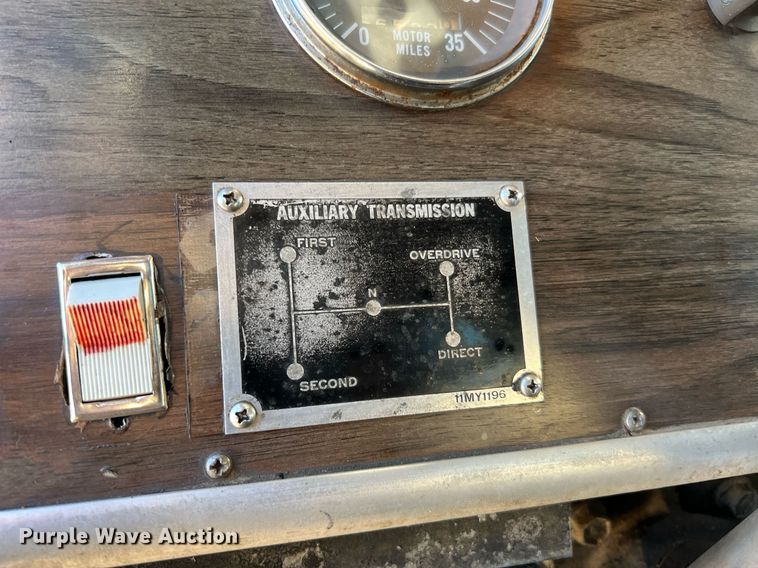 0 MOTOR 35
MILES
AUXILIARY TRANSMISSION
FIRST
OVERDRIVE
N
DIRECT
SECOND
11MY1196
Purple Wave Auction